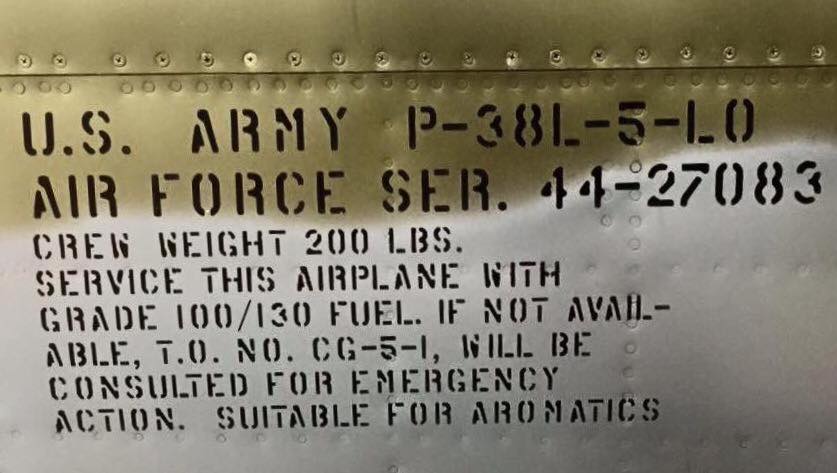 U.S. ARMY P-38L-5-LO
AIR FORCE SER. 44-27083
CREW WEIGHT 200 LBS.
SERVICE THIS AIRPLANE WITH
GRADE 100/130 FUEL. IF NOT AVAIL-
ABLE, T.O. NO. CG-5-1, WILL BE
CONSULTED FOR EMERGENCY
ACTION. SUITABLE FOR AROMATICS